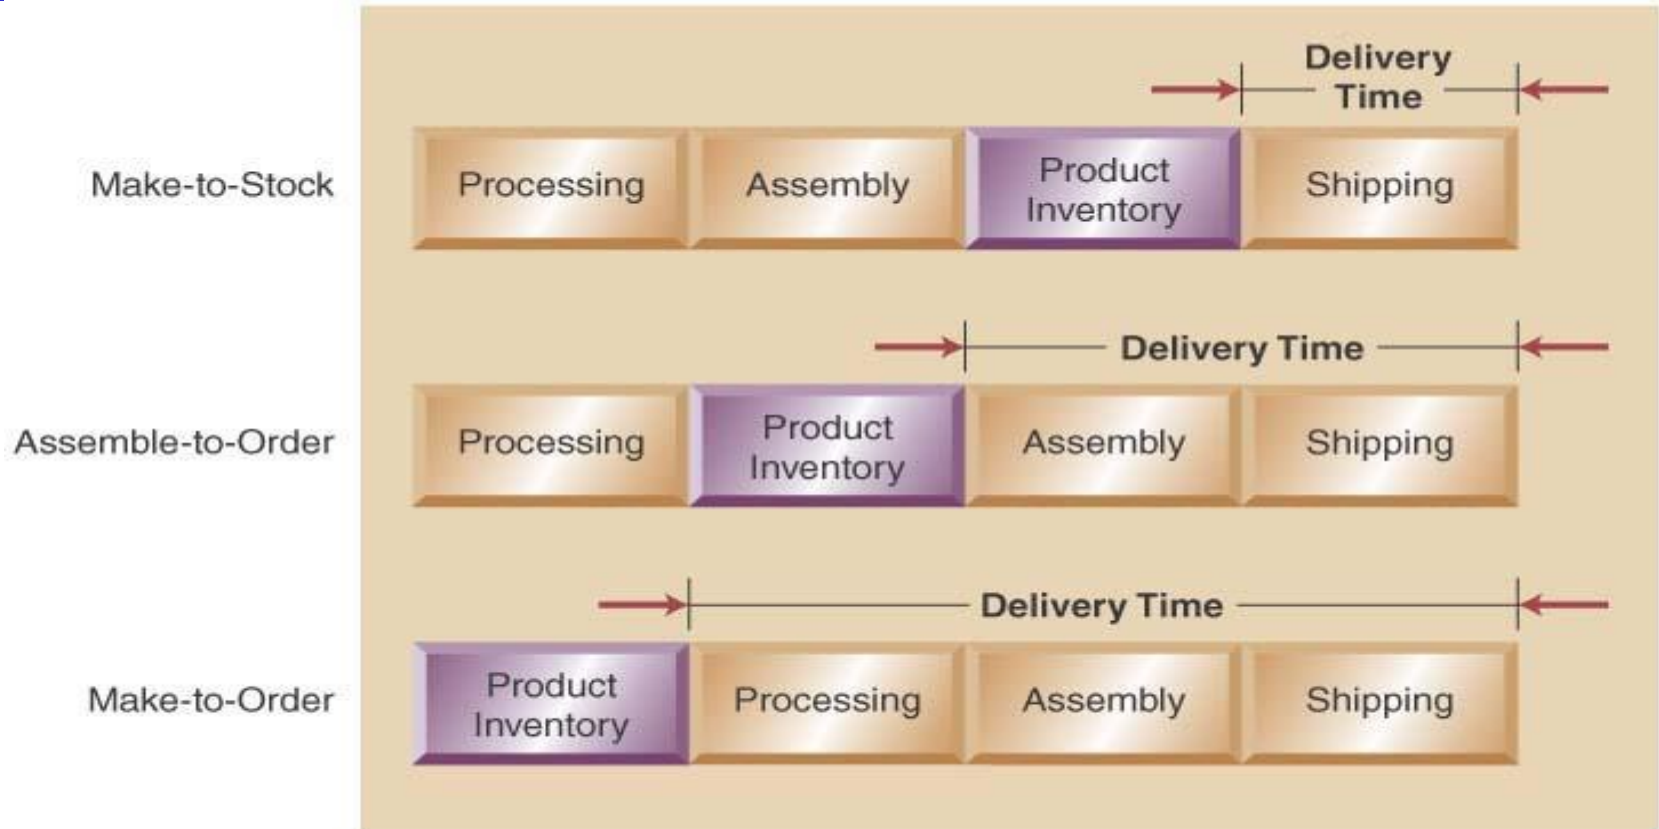 Delivery
Time
Make-to-Stock
Processing
Assembly
Product
Inventory
Shipping
Delivery Time
Assemble-to-Order
Processing
Product
Inventory
Assembly
Shipping
Delivery Time
Make-to-Order
Product
Inventory
Processing
Assembly
Shipping